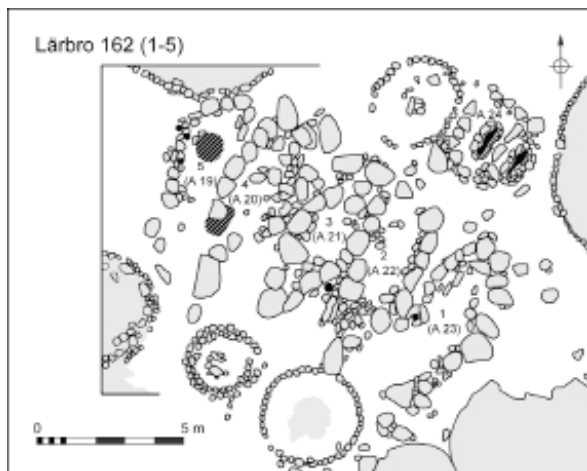 Lärbro 162 (1-5)
A 24
5
(A 19)
4
(A 20)
3
(A 21)
2
(A 22)
1
(A 23)
0 5 m